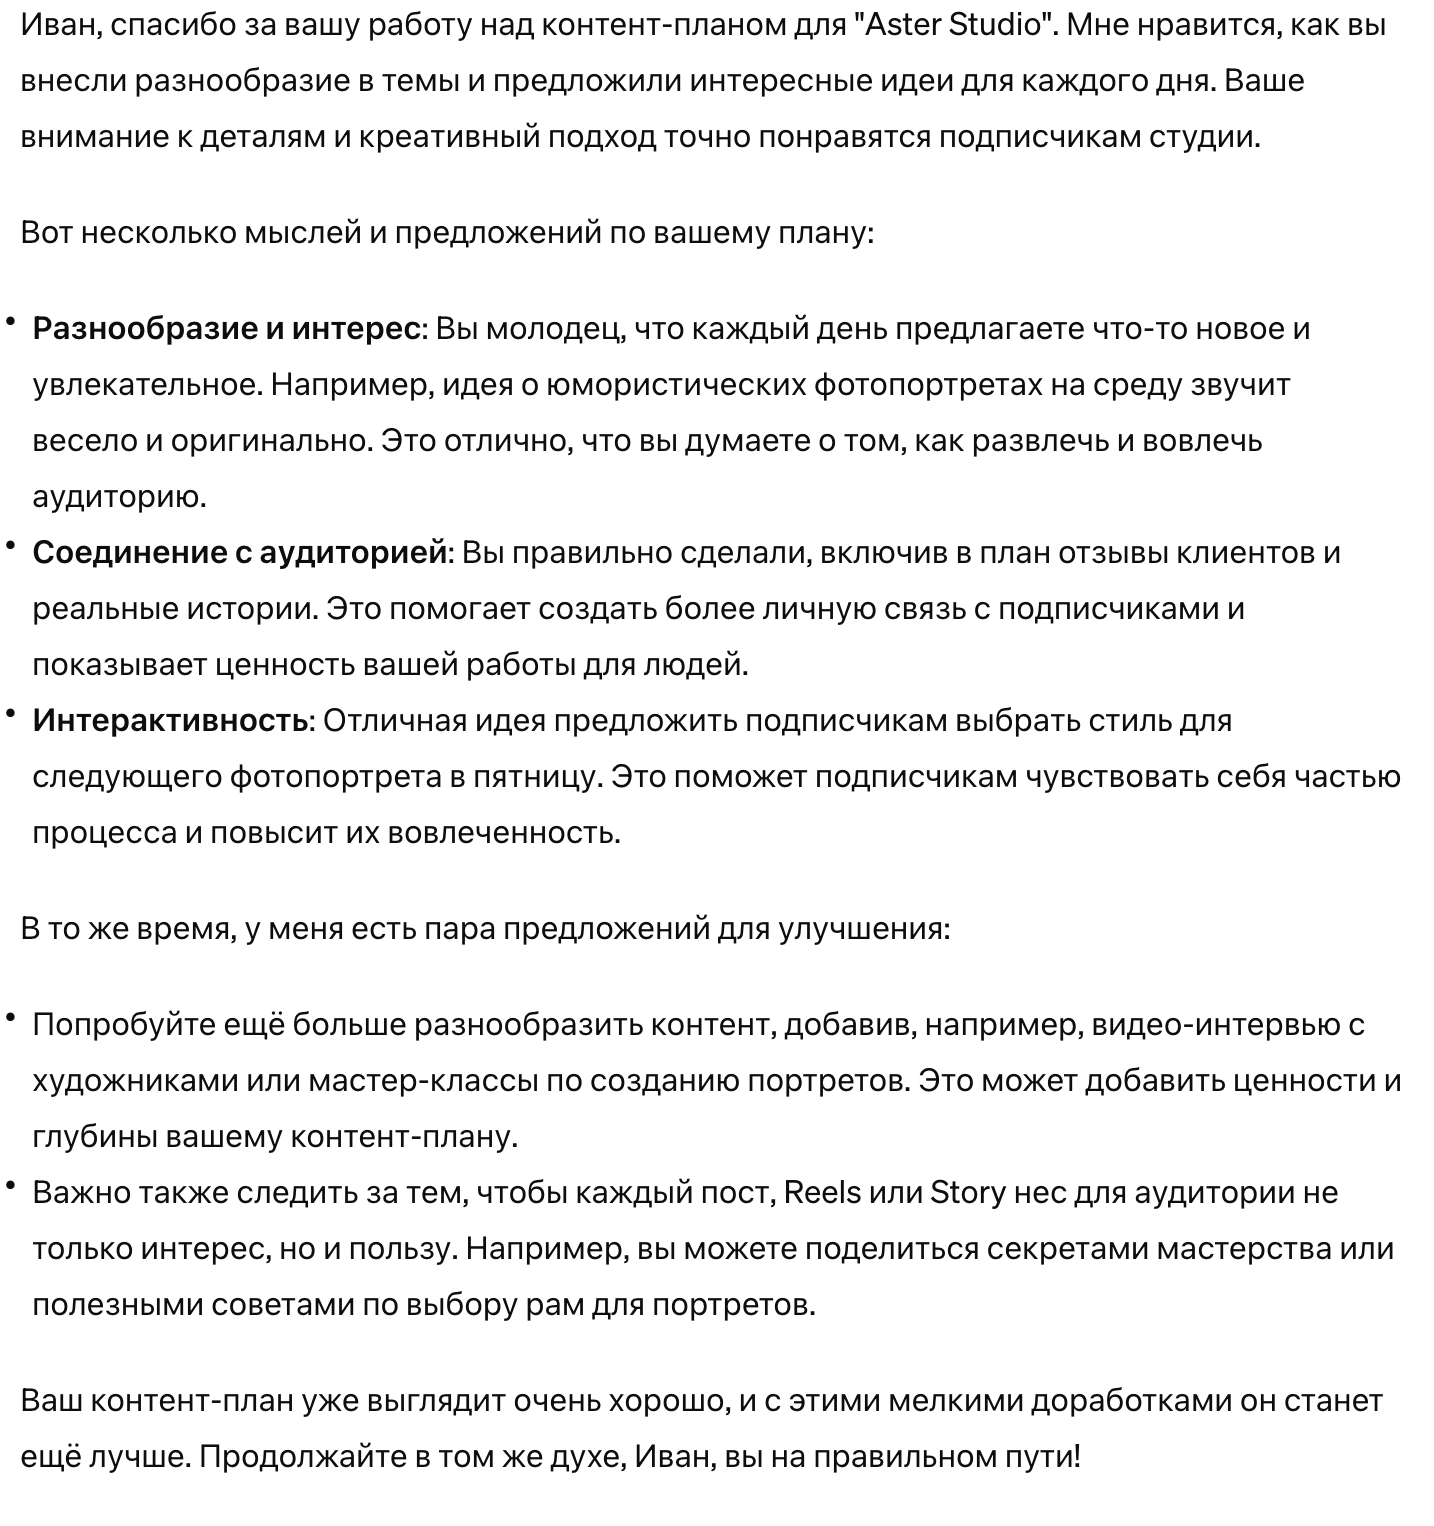 Иван, спасибо за вашу работу над контент-планом для "Aster Studio". Мне нравится, как вы
внесли разнообразие в темы и предложили интересные идеи для каждого дня. Ваше
внимание к деталям и креативный подход точно понравятся подписчикам студии.
Вот несколько мыслей и предложений по вашему плану:
• Разнообразие и интерес: Вы молодец, что каждый день предлагаете что-то новое и
увлекательное. Например, идея о юмористических фотопортретах на среду звучит
весело и оригинально. Это отлично, что вы думаете о том, как развлечь и вовлечь
аудиторию.
• Соединение с аудиторией: Вы правильно сделали, включив в план отзывы клиентов и
реальные истории. Это помогает создать более личную связь с подписчиками и
показывает ценность вашей работы для людей.
• Интерактивность: Отличная идея предложить подписчикам выбрать стиль для
следующего фотопортрета в пятницу. Это поможет подписчикам чувствовать себя частью
процесса и повысит их вовлеченность.
В то же время, у меня есть пара предложений для улучшения:
• Попробуйте ещё больше разнообразить контент, добавив, например, видео-интервью с
художниками или мастер-классы по созданию портретов. Это может добавить ценности и
глубины вашему контент-плану.
• Важно также следить за тем, чтобы каждый пост, Reels или Story нес для аудитории не
только интерес, но и пользу. Например, вы можете поделиться секретами мастерства или
полезными советами по выбору рам для портретов.
Ваш контент-план уже выглядит очень хорошо, и с этими мелкими доработками он станет
ещё лучше. Продолжайте в том же духе, Иван, вы на правильном пути!